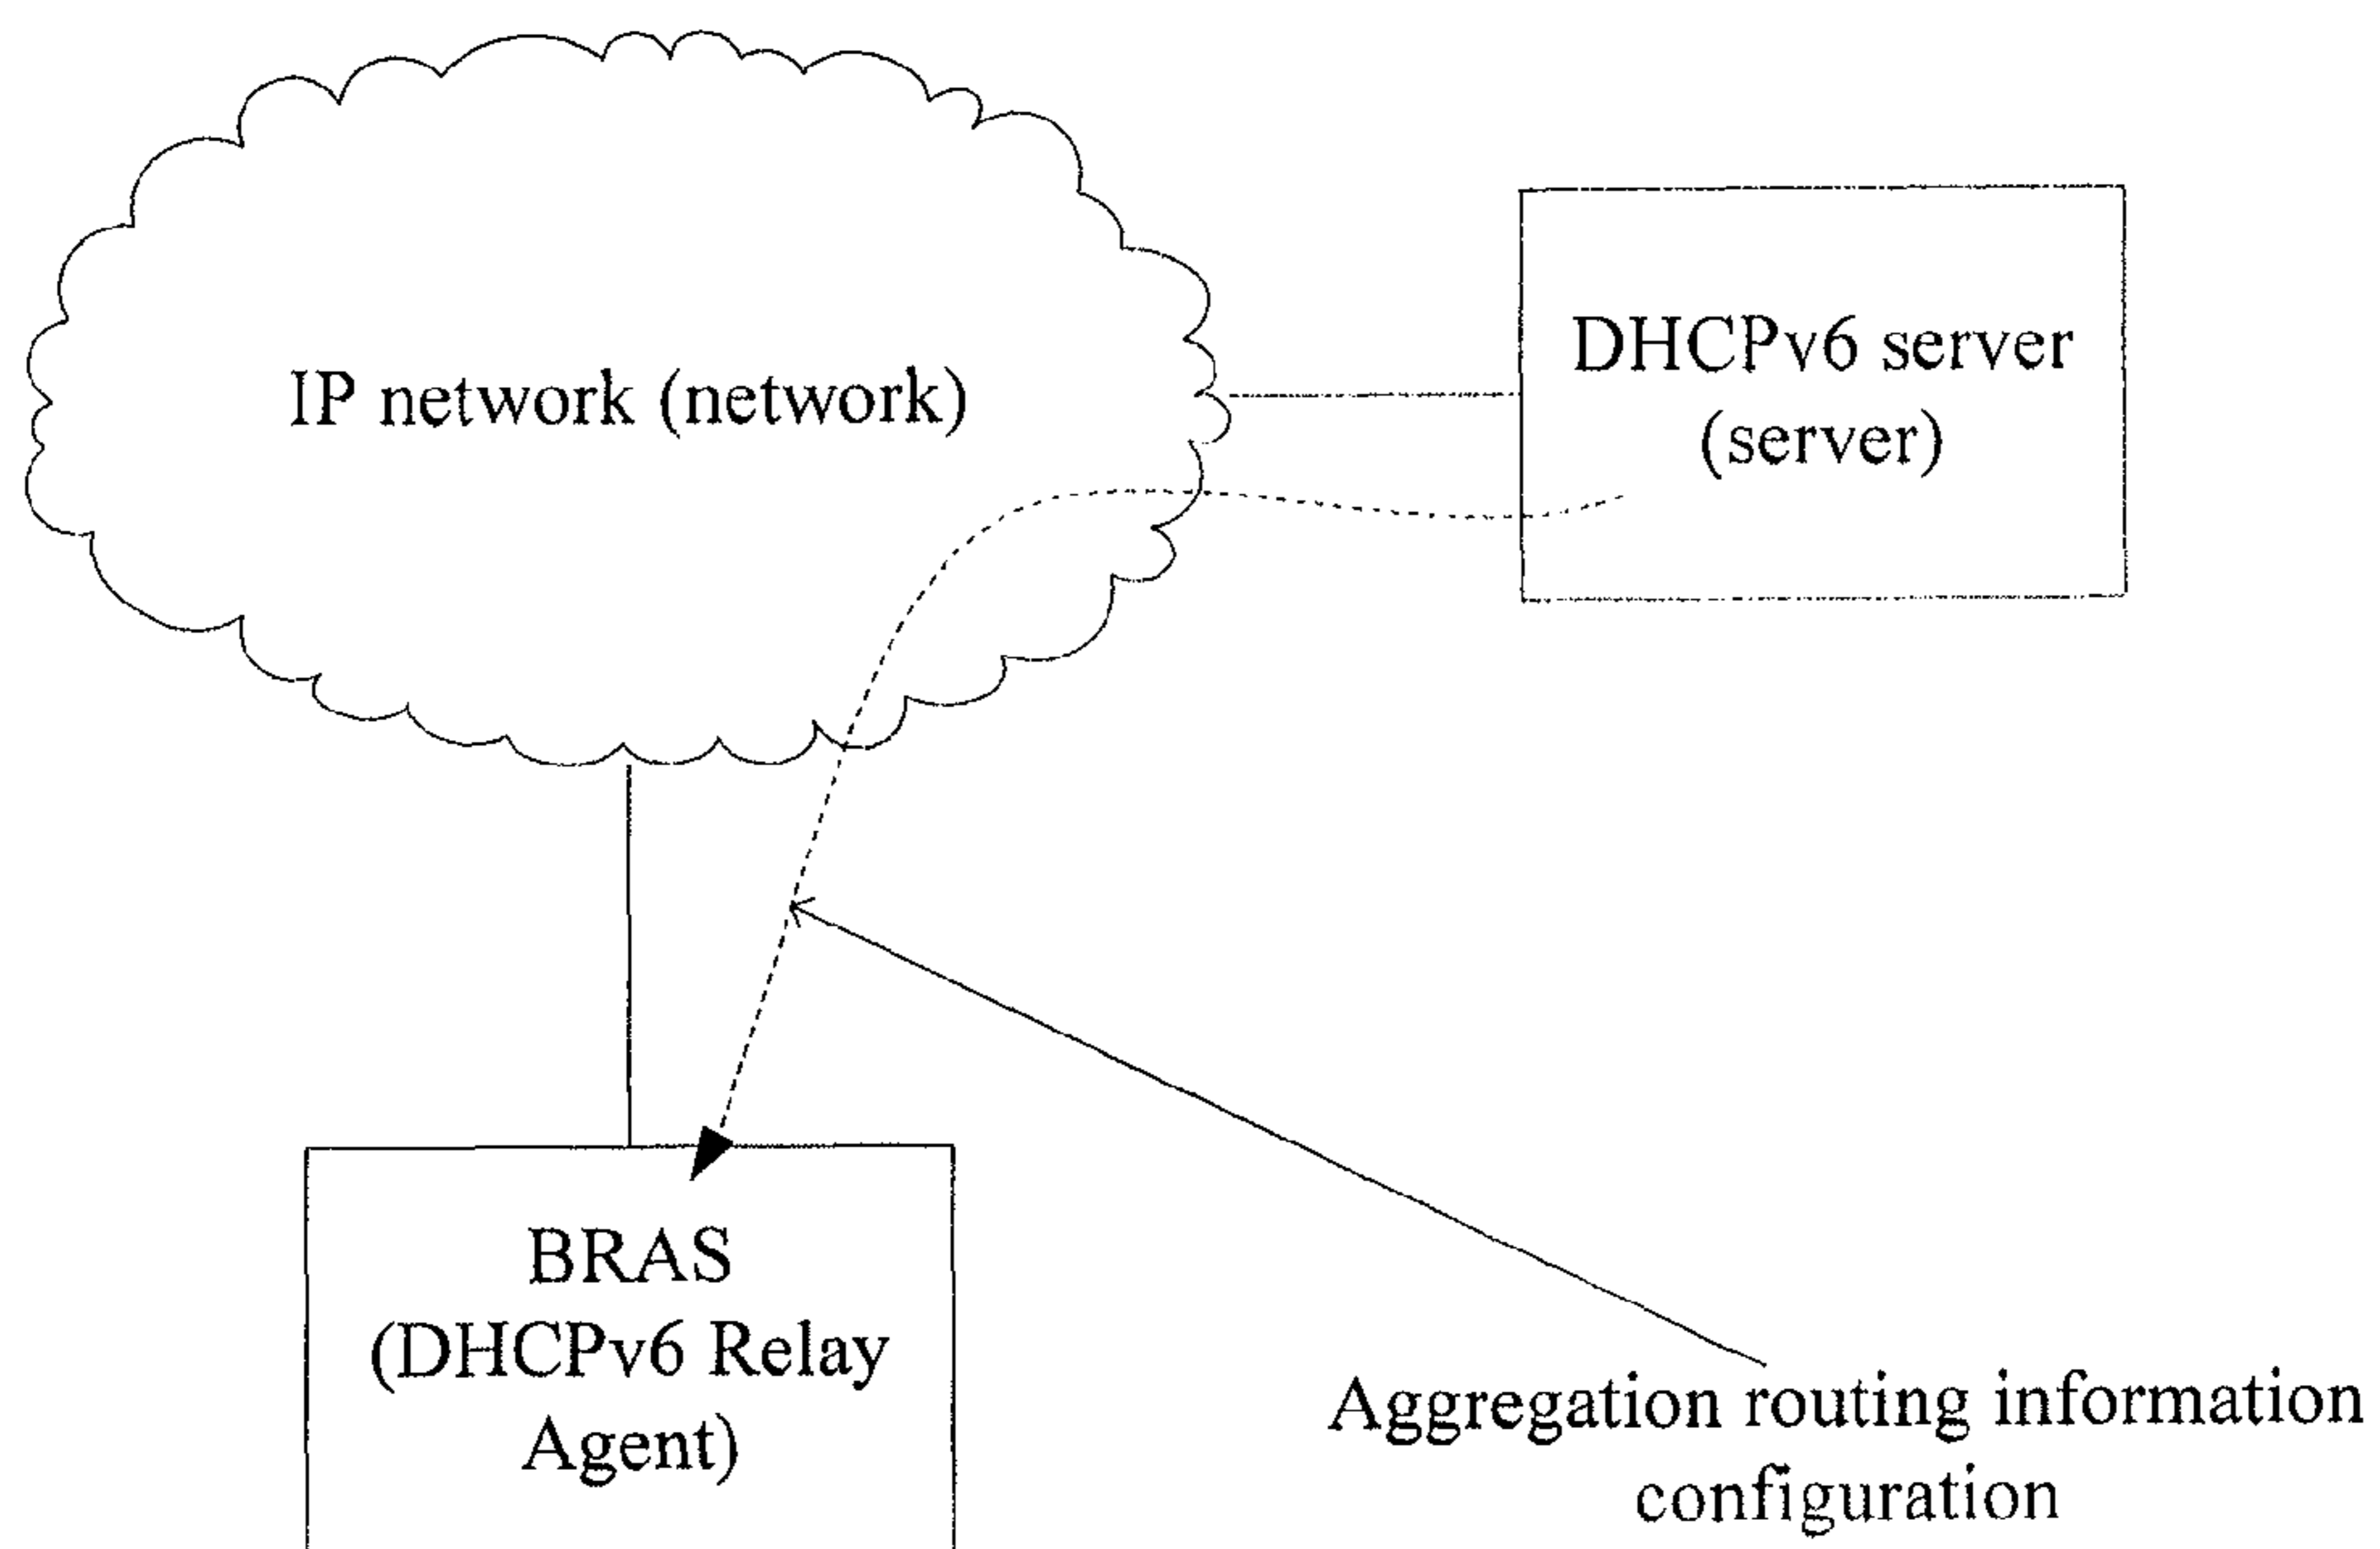 IP network (network)
DHCPv6 server
(server)
BRAS
(DHCPv6 Relay
Agent)
Aggregation routing information
configuration